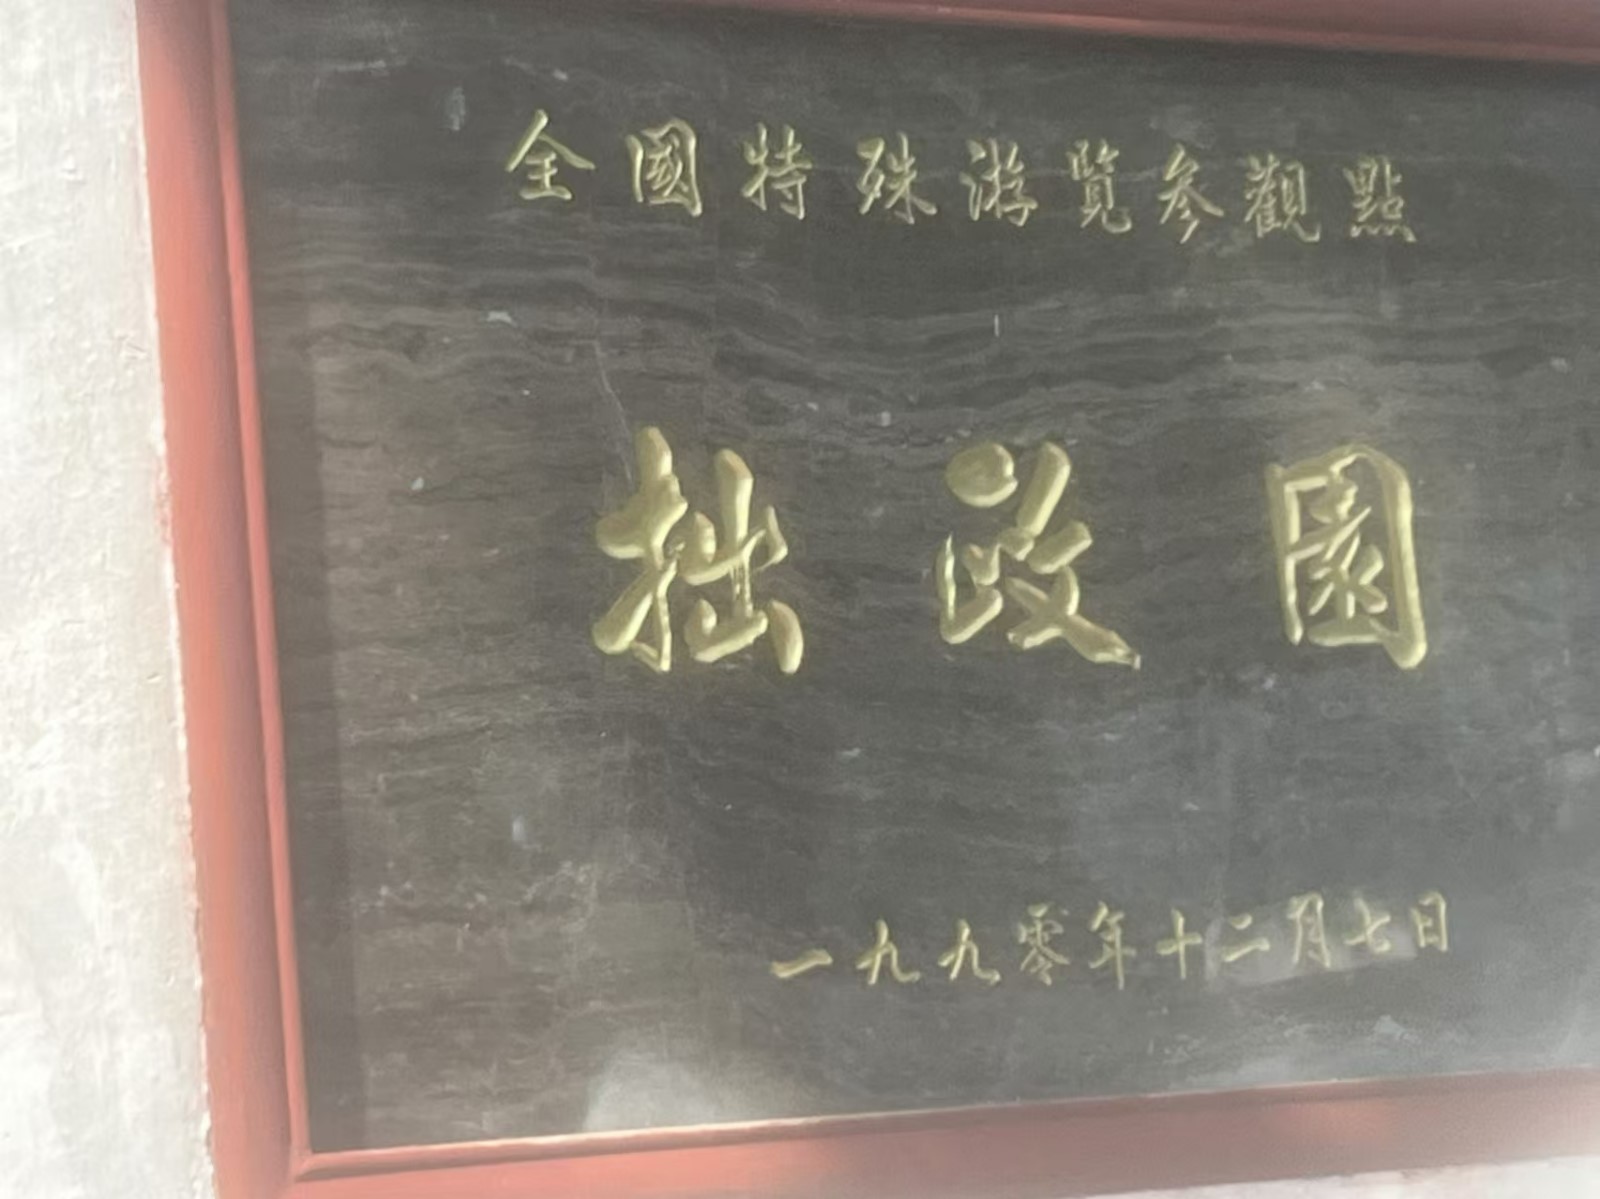 全國特殊游覽參觀點
拙政園
一九九零年十二月七日